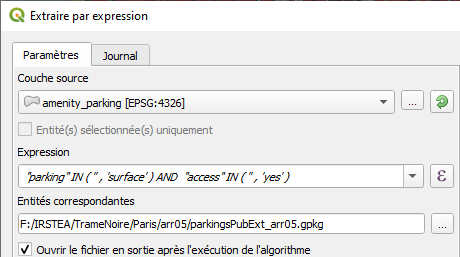 Extraire par expression
Paramètres Journal
Couche source
amenity_parking [EPSG:4326]
...
Entité(s) sélectionnée(s) uniquement
Expression
"parking" IN ( '' , 'surface' ) AND "access" IN ( '' , 'yes' )
ε
Entités correspondantes
F:/IRSTEA/TrameNoire/Paris/arr05/parkingsPubExt_arr05.gpkg
...
Ouvrir le fichier en sortie après l'exécution de l'algorithme